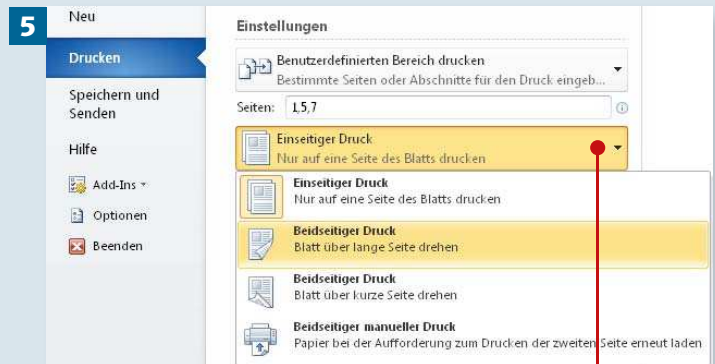 5
Neu
Drucken
Speichern und
Senden
Hilfe
Add-Ins
Optionen
Beenden
Einstellungen
Benutzerdefinierten Bereich drucken
Bestimmte Seiten oder Abschnitte für den Druck eingeb...
Seiten: 1,5,7
Einseitiger Druck
Nur auf eine Seite des Blatts drucken
Einseitiger Druck
Nur auf eine Seite des Blatts drucken
Beidseitiger Druck
Blatt über lange Seite drehen
Beidseitiger Druck
Blatt über kurze Seite drehen
Beidseitiger manueller Druck
Papier bei der Aufforderung zum Drucken der zweiten Seite erneut laden